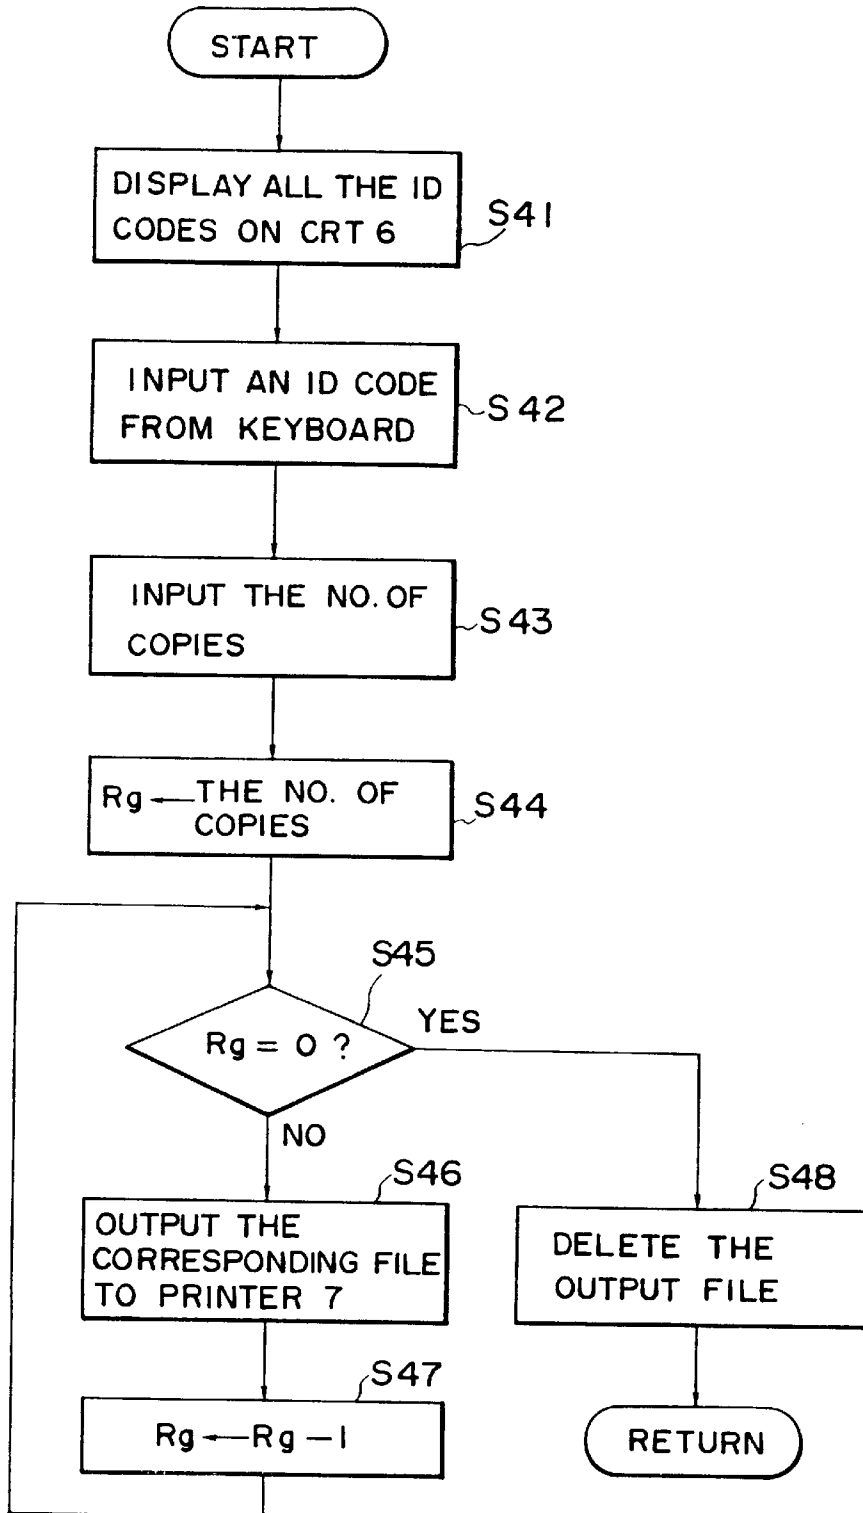 START
DISPLAY ALL THE ID
CODES ON CRT 6
S41
INPUT AN ID CODE
FROM KEYBOARD
S42
INPUT THE NO. OF
COPIES
S43
Rg ← THE NO. OF
COPIES
S44
S45
Rg = 0 ?
YES
NO
S46
OUTPUT THE
CORRESPONDING FILE
TO PRINTER 7
S48
DELETE THE
OUTPUT FILE
S47
Rg ← Rg - 1
RETURN